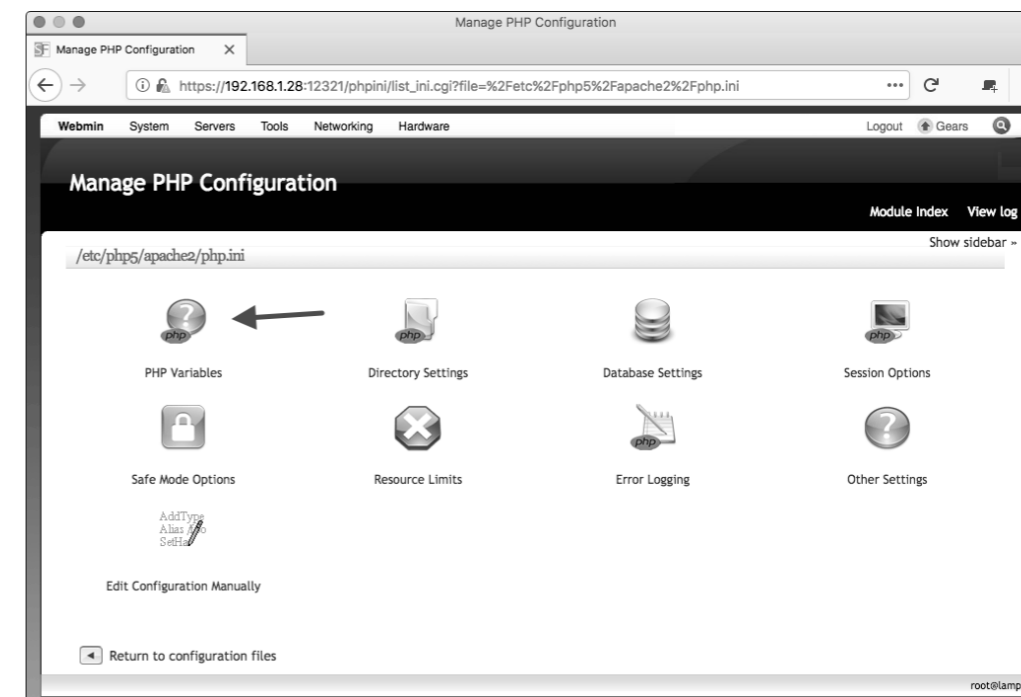 Manage PHP Configuration
SF Manage PHP Configuration X
https://192.168.1.28:12321/phpini/list_ini.cgi?file=%2Fetc%2Fphp5%2Fapache2%2Fphp.ini
Webmin System Servers Tools Networking Hardware Logout Gears
Manage PHP Configuration
Module Index View log
Show sidebar »
/etc/php5/apache2/php.ini
? php php php
PHP Variables Directory Settings Database Settings Session Options
php ?
Safe Mode Options Resource Limits Error Logging Other Settings
AddType
Alias
SetHa
Edit Configuration Manually
Return to configuration files
root@lamp